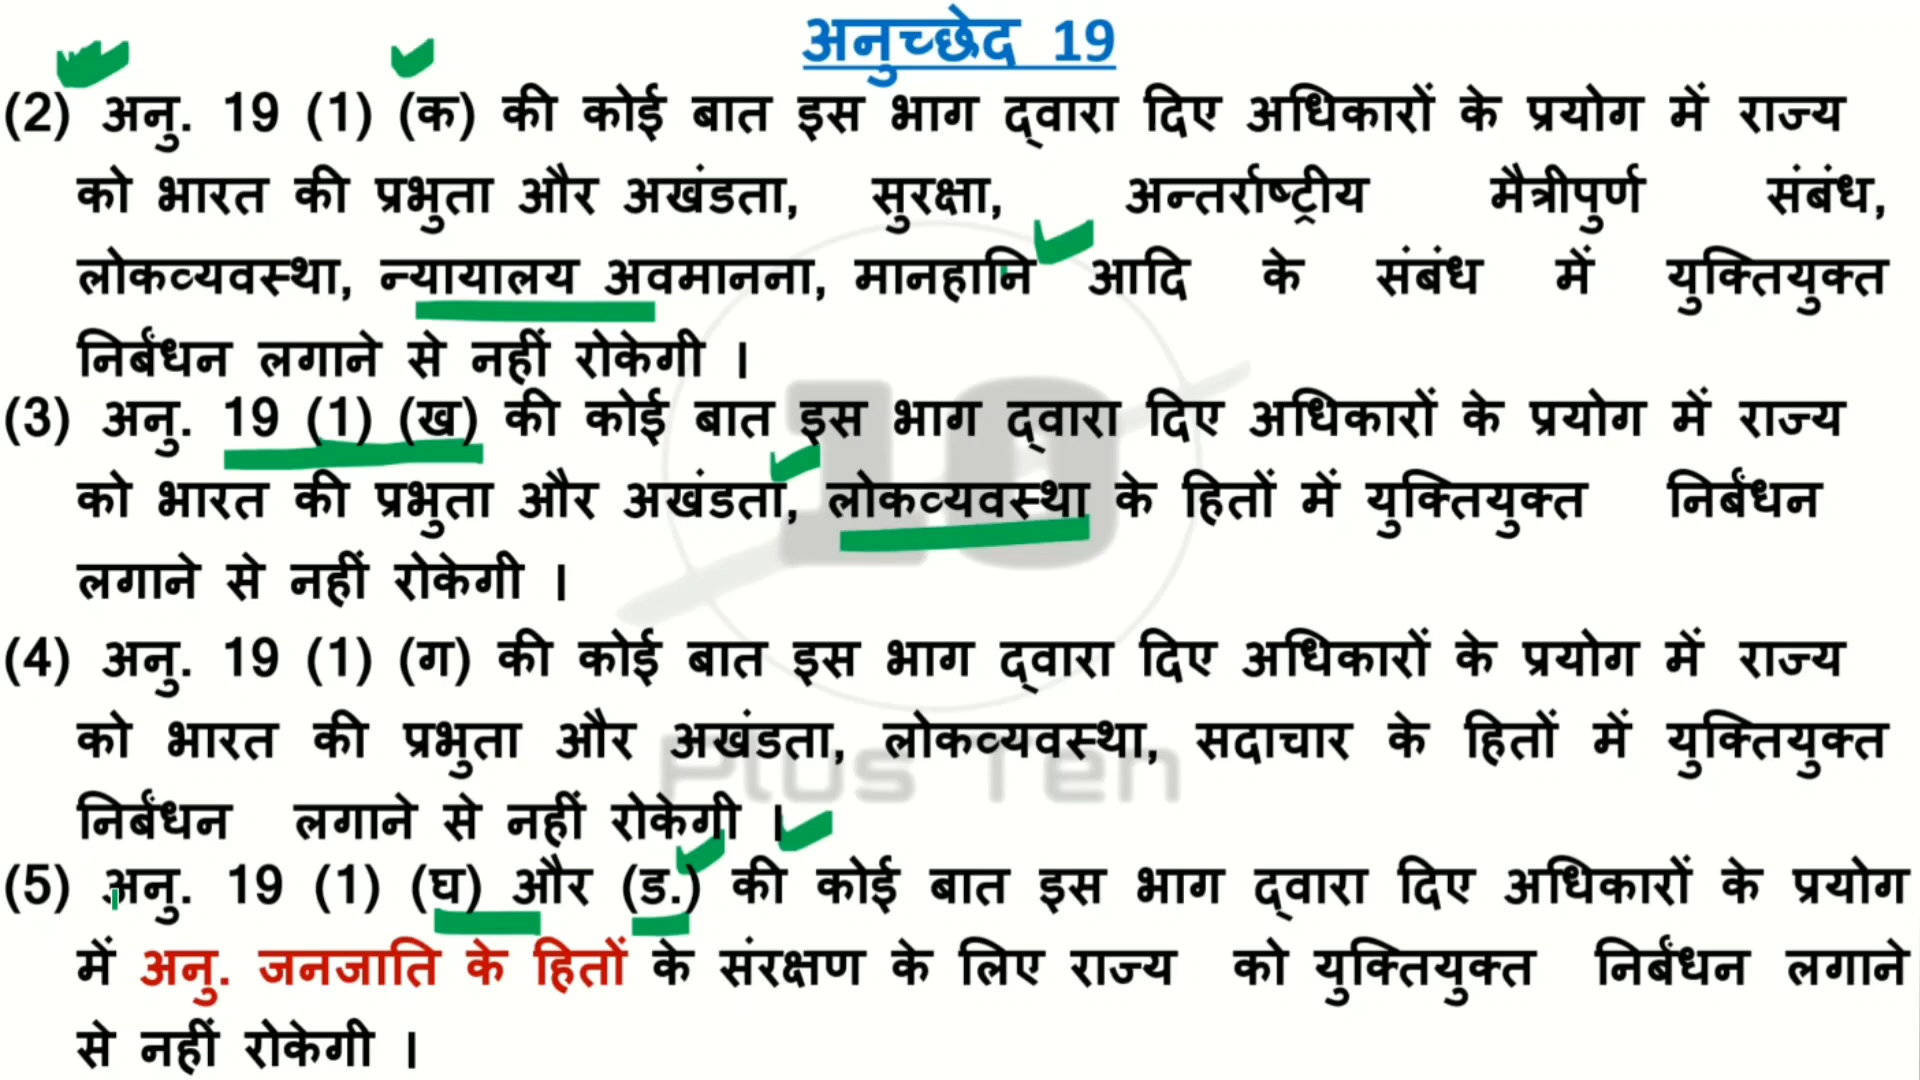 अनुच्छेद 19
(2) अनु. 19 (1) (क) की कोई बात इस भाग द्वारा दिए अधिकारों के प्रयोग में राज्य
को भारत की प्रभुता और अखंडता, सुरक्षा, अन्तर्राष्ट्रीय मैत्रीपुर्ण संबंध,
लोकव्यवस्था, न्यायालय अवमानना, मानहानि आदि के संबंध में युक्तियुक्त
निर्बंधन लगाने से नहीं रोकेगी ।
(3) अनु. 19 (1) (ख) की कोई बात इस भाग द्वारा दिए अधिकारों के प्रयोग में राज्य
को भारत की प्रभुता और अखंडता, लोकव्यवस्था के हितों में युक्तियुक्त निर्बंधन
लगाने से नहीं रोकेगी ।
(4) अनु. 19 (1) (ग) की कोई बात इस भाग द्वारा दिए अधिकारों के प्रयोग में राज्य
को भारत की प्रभुता और अखंडता, लोकव्यवस्था, सदाचार के हितों में युक्तियुक्त
निर्बंधन लगाने से नहीं रोकेगी ।
(5) अनु. 19 (1) (घ) और (ड.) की कोई बात इस भाग द्वारा दिए अधिकारों के प्रयोग
में अनु. जनजाति के हितों के संरक्षण के लिए राज्य को युक्तियुक्त निर्बंधन लगाने
से नहीं रोकेगी ।
10
Plus Ten